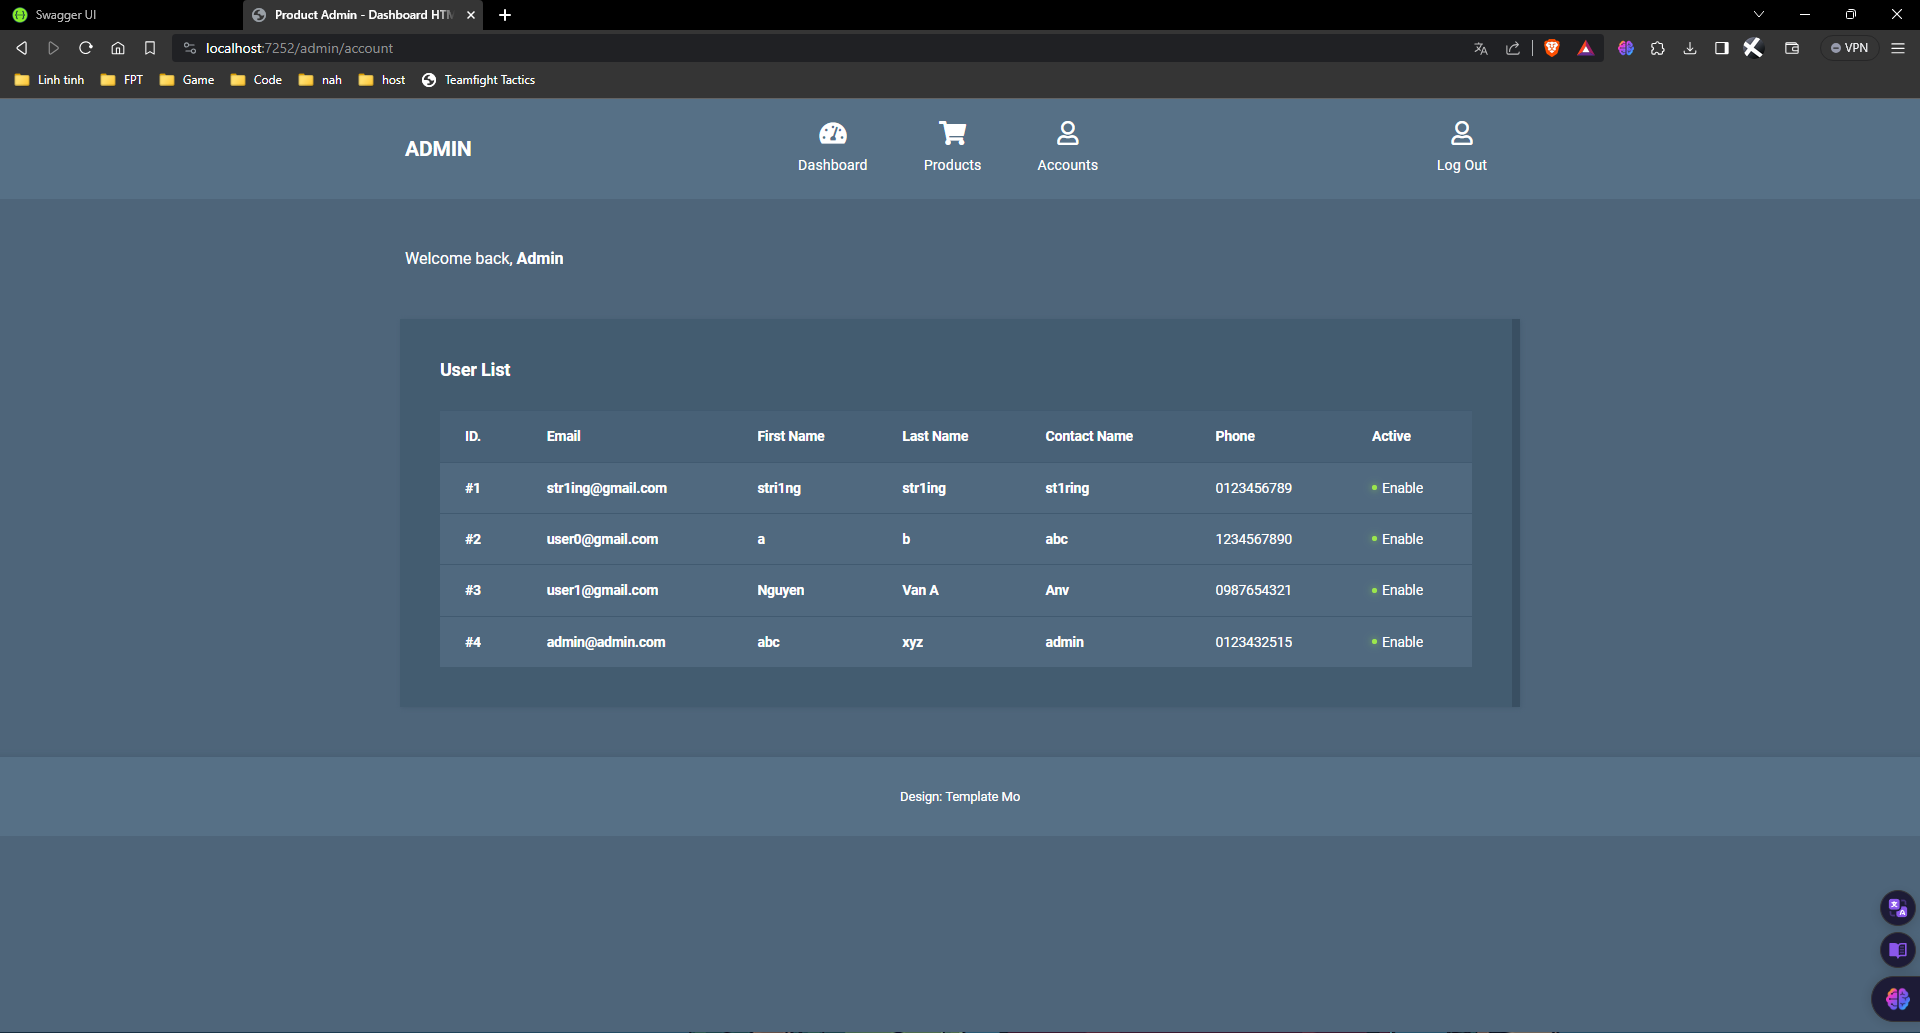 Swagger UI
Product Admin - Dashboard HTM
localhost:7252/admin/account
VPN
Linh tinh
FPT
Game
Code
nah
host
Teamfight Tactics
ADMIN
Dashboard
Products
Accounts
Log Out
Welcome back, Admin
User List
ID. Email First Name Last Name Contact Name Phone Active
#1 str1ing@gmail.com stri1ng str1ing st1ring 0123456789 Enable
#2 user0@gmail.com a b abc 1234567890 Enable
#3 user1@gmail.com Nguyen Van A Anv 0987654321 Enable
#4 admin@admin.com abc xyz admin 0123432515 Enable
Design: Template Mo